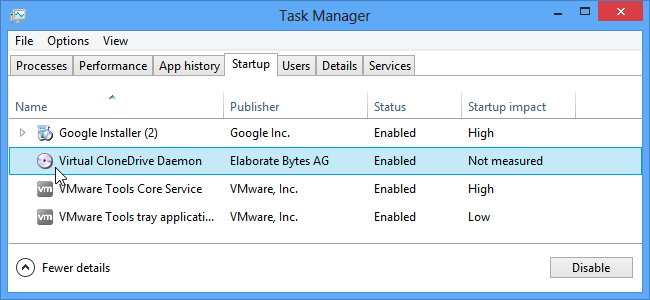 Task Manager
File Options View
Processes Performance App history Startup Users Details Services
Name Publisher Status Startup impact
Google Installer (2) Google Inc. Enabled High
Virtual CloneDrive Daemon Elaborate Bytes AG Enabled Not measured
vm VMware Tools Core Service VMware, Inc. Enabled High
vm VMware Tools tray applicati... VMware, Inc. Enabled Low
Fewer details Disable